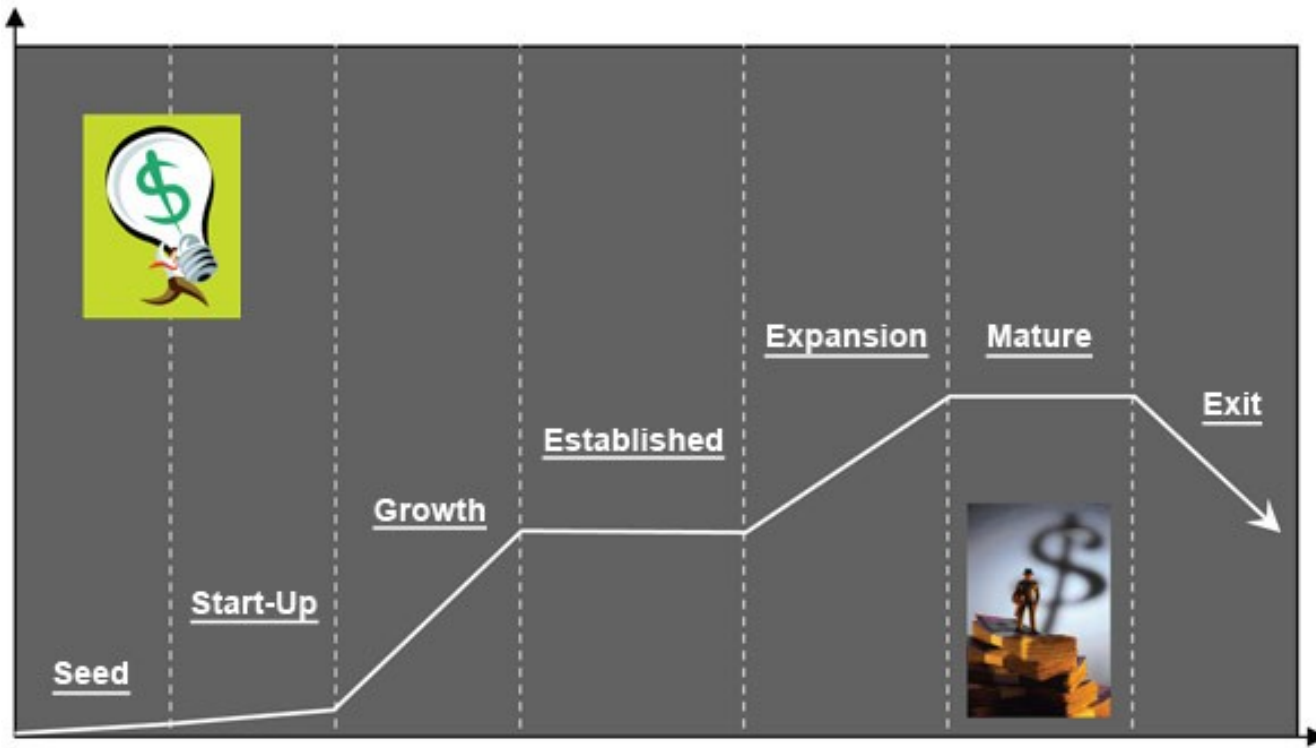 Seed
Start-Up
Growth
Established
Expansion
Mature
Exit
$
$